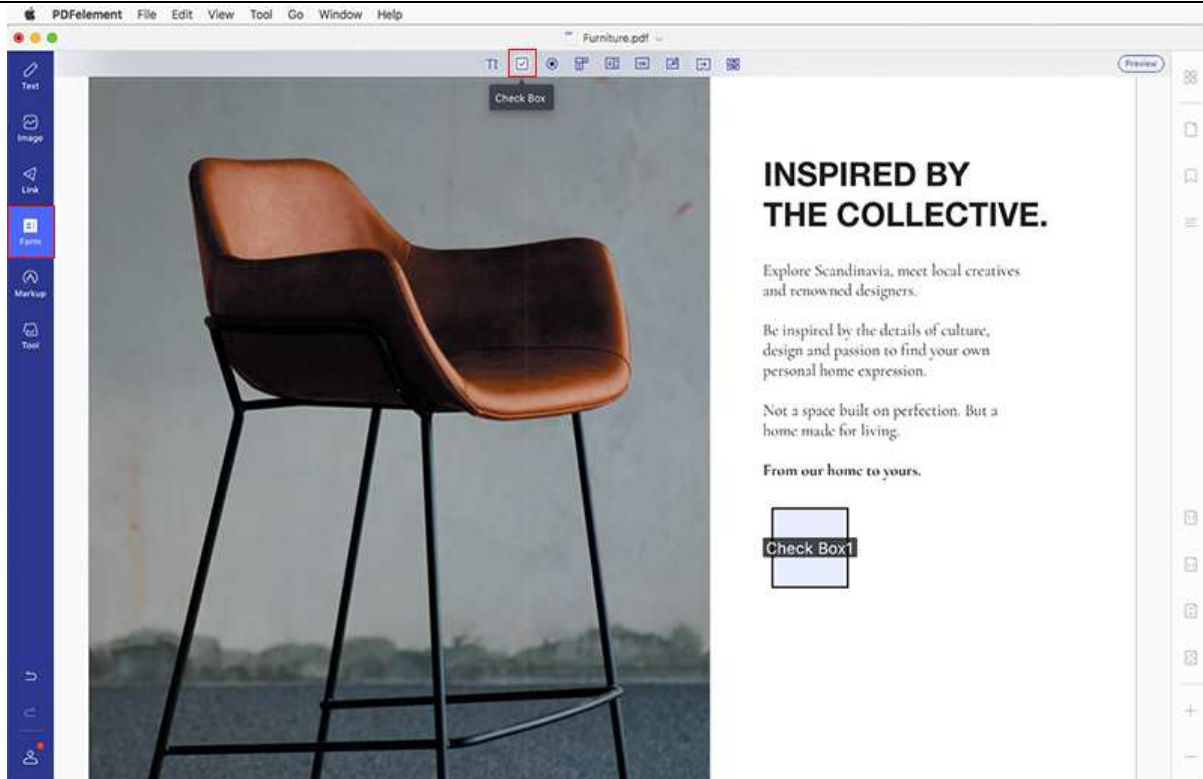 PDFelement File Edit View Tool Go Window Help
Furniture.pdf
Preview
Check Box
Text
Image
Link
Form
Markup
Tool
INSPIRED BY
THE COLLECTIVE.
Explore Scandinavia, meet local creatives
and renowned designers.
Be inspired by the details of culture,
design and passion to find your own
personal home expression.
Not a space built on perfection. But a
home made for living.
From our home to yours.
Check Box1